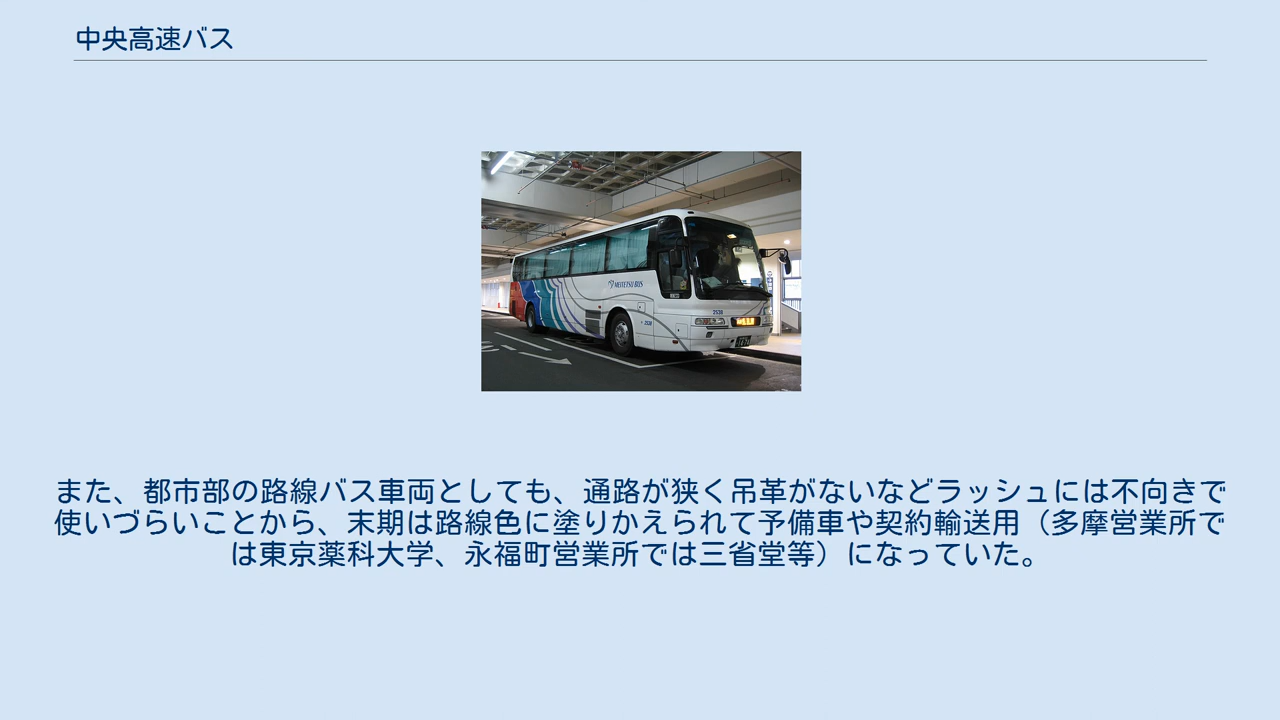 中央高速バス
MEITETSU BUS
2538
また、都市部の路線バス車両としても、通路が狭く吊革がないなどラッシュには不向きで
使いづらいことから、末期は路線色に塗りかえられて予備車や契約輸送用（多摩営業所で
は東京薬科大学、永福町営業所では三省堂等）になっていた。